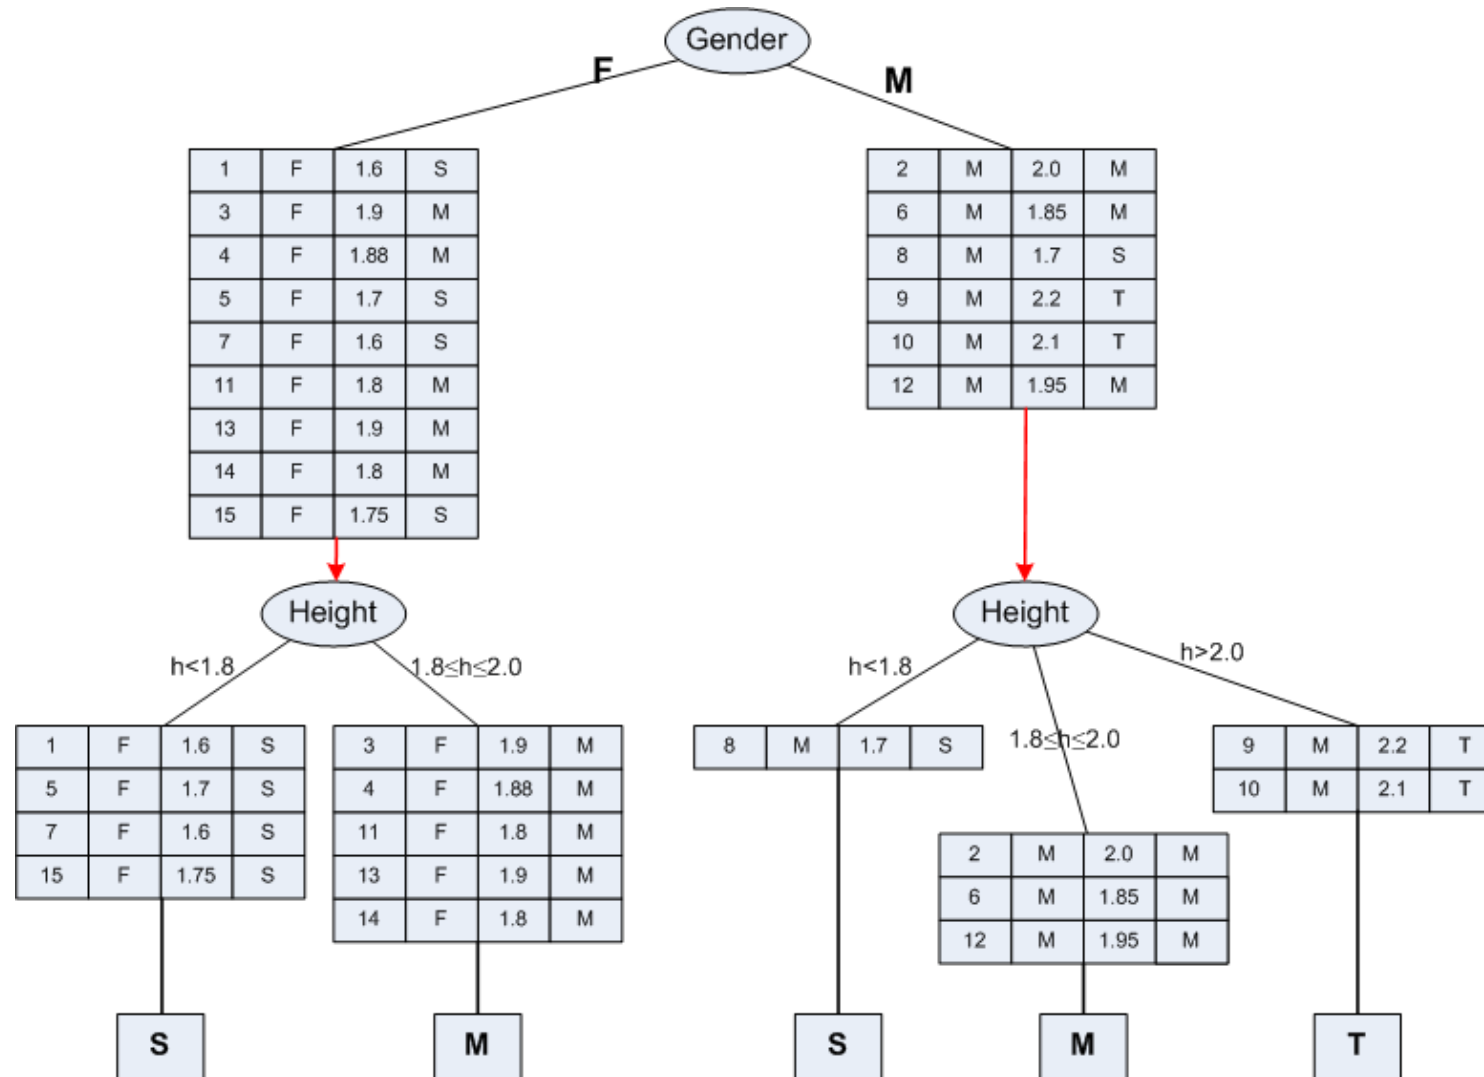 Gender
F
M
1 F 1.6 S
3 F 1.9 M
4 F 1.88 M
5 F 1.7 S
7 F 1.6 S
11 F 1.8 M
13 F 1.9 M
14 F 1.8 M
15 F 1.75 S
2 M 2.0 M
6 M 1.85 M
8 M 1.7 S
9 M 2.2 T
10 M 2.1 T
12 M 1.95 M
Height
h<1.8
1.8≤h≤2.0
1 F 1.6 S
5 F 1.7 S
7 F 1.6 S
15 F 1.75 S
3 F 1.9 M
4 F 1.88 M
11 F 1.8 M
13 F 1.9 M
14 F 1.8 M
S
M
Height
h<1.8
1.8≤h≤2.0
h>2.0
8 M 1.7 S
2 M 2.0 M
6 M 1.85 M
12 M 1.95 M
9 M 2.2 T
10 M 2.1 T
S
M
T